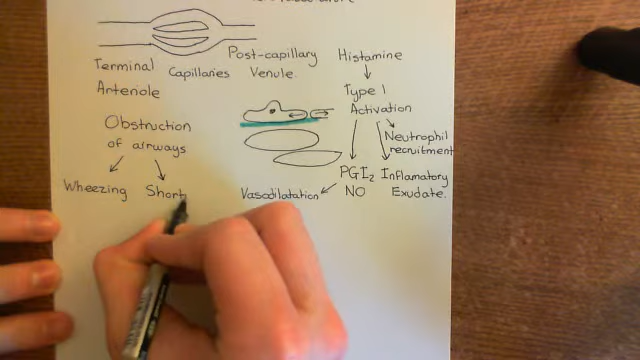 Terminal
Arteriole
Capillaries
Post-capillary
Venule.
Histamine
Type 1
Activation
Neutrophil
recruitment
PGI2
NO
Inflamatory
Exudate.
Vasodilatation
Obstruction
of airways
Wheezing
Short